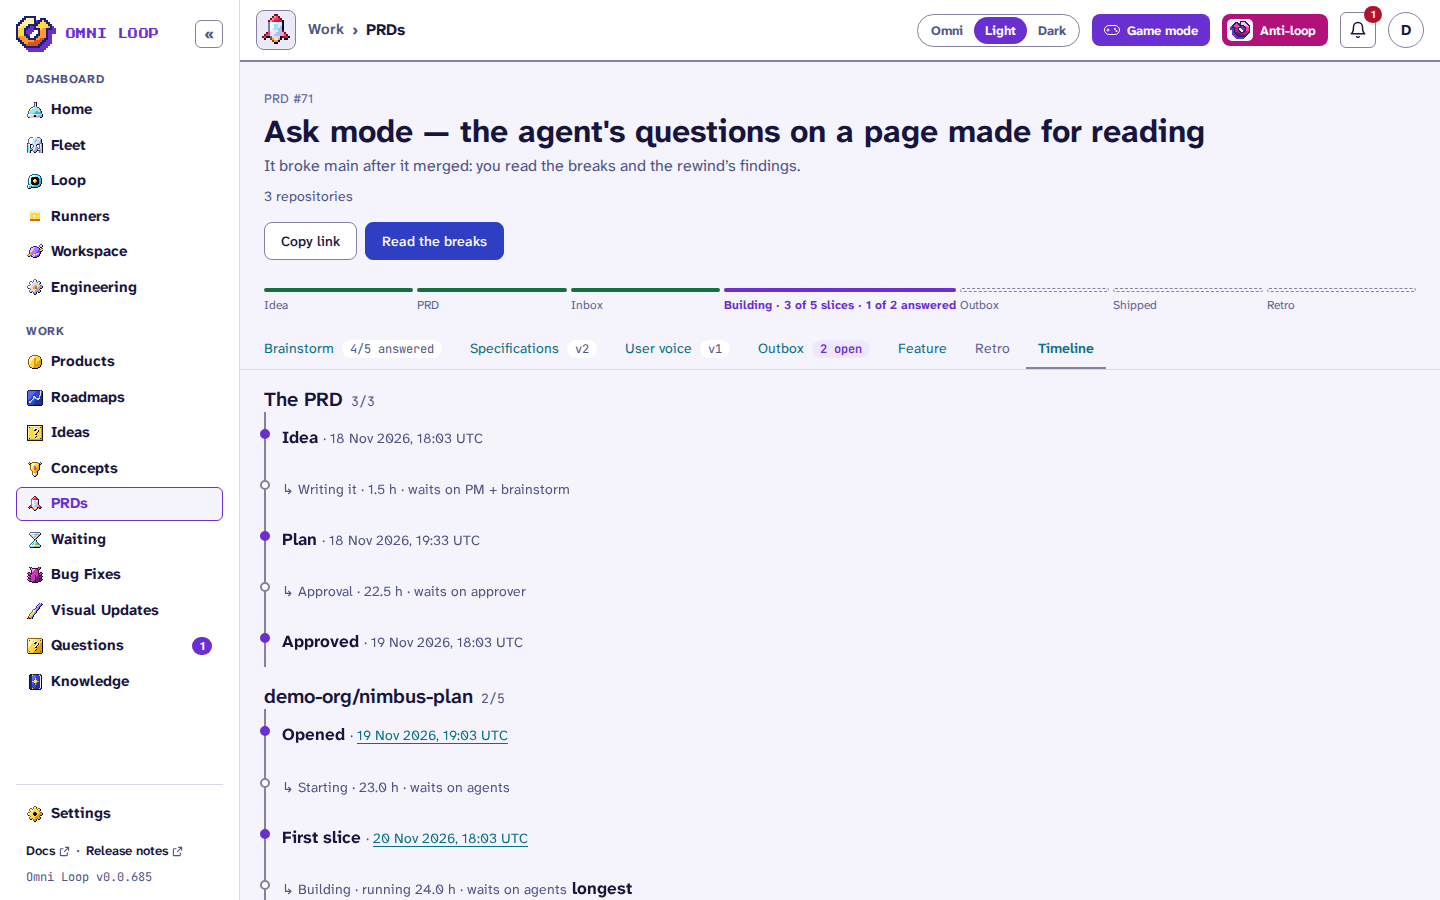 OMNI LOOP
«
DASHBOARD
Home
Fleet
Loop
Runners
Workspace
Engineering
WORK
Products
Roadmaps
Ideas
Concepts
PRDs
Waiting
Bug Fixes
Visual Updates
Questions 1
Knowledge
Settings
Docs · Release notes
Omni Loop v0.0.685
Work › PRDs
Omni Light Dark
Game mode
Anti-loop
1
D
PRD #71
Ask mode — the agent's questions on a page made for reading
It broke main after it merged: you read the breaks and the rewind's findings.
3 repositories
Copy link
Read the breaks
Idea
PRD
Inbox
Building · 3 of 5 slices · 1 of 2 answered
Outbox
Shipped
Retro
Brainstorm 4/5 answered
Specifications v2
User voice v1
Outbox 2 open
Feature
Retro
Timeline
The PRD 3/3
Idea · 18 Nov 2026, 18:03 UTC
↳ Writing it · 1.5 h · waits on PM + brainstorm
Plan · 18 Nov 2026, 19:33 UTC
↳ Approval · 22.5 h · waits on approver
Approved · 19 Nov 2026, 18:03 UTC
demo-org/nimbus-plan 2/5
Opened · 19 Nov 2026, 19:03 UTC
↳ Starting · 23.0 h · waits on agents
First slice · 20 Nov 2026, 18:03 UTC
↳ Building · running 24.0 h · waits on agents longest